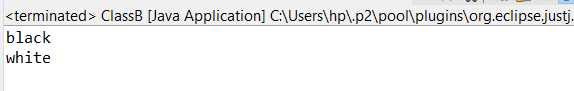 <terminated> ClassB [Java Application] C:\Users\hp\.p2\pool\plugins\org.eclipse.justj.
black
white